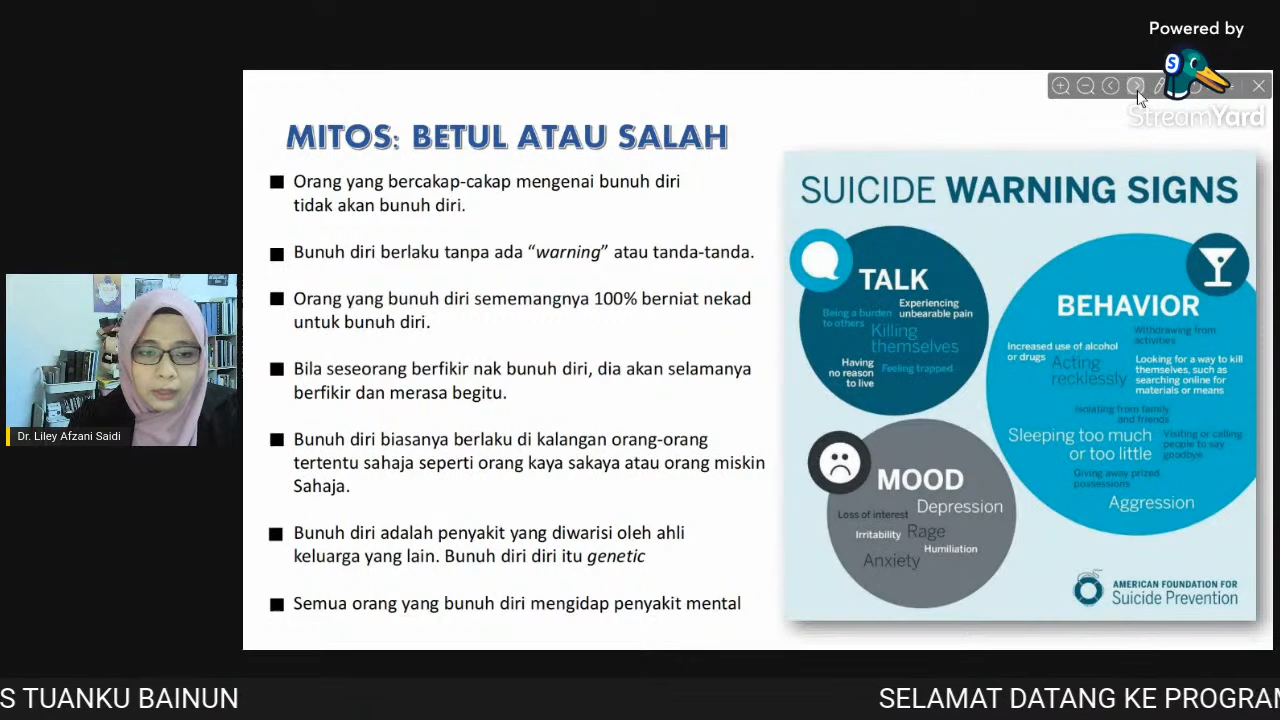 Powered by
StreamYard
MITOS: BETUL ATAU SALAH
Orang yang bercakap-cakap mengenai bunuh diri
tidak akan bunuh diri.
Bunuh diri berlaku tanpa ada “warning” atau tanda-tanda.
Orang yang bunuh diri sememangnya 100% berniat nekad
untuk bunuh diri.
Bila seseorang berfikir nak bunuh diri, dia akan selamanya
berfikir dan merasa begitu.
Bunuh diri biasanya berlaku di kalangan orang-orang
tertentu sahaja seperti orang kaya sakaya atau orang miskin
Sahaja.
Bunuh diri adalah penyakit yang diwarisi oleh ahli
keluarga yang lain. Bunuh diri diri itu genetic
Semua orang yang bunuh diri mengidap penyakit mental
SUICIDE WARNING SIGNS
TALK
Being a burden
to others
Experiencing
unbearable pain
Killing
themselves
Having
no reason
to live
Feeling trapped
BEHAVIOR
Withdrawing from
activities
Increased use of alcohol
or drugs
Acting
recklessly
Looking for a way to kill
themselves, such as
searching online for
materials or means
Isolating from family
and friends
Sleeping too much
or too little
Visiting or calling
people to say
goodbye
Giving away prized
possessions
Aggression
MOOD
Depression
Loss of interest
Rage
Irritability
Humiliation
Anxiety
AMERICAN FOUNDATION FOR
Suicide Prevention
Dr. Liley Afzani Saidi
S TUANKU BAINUN
SELAMAT DATANG KE PROGRAM